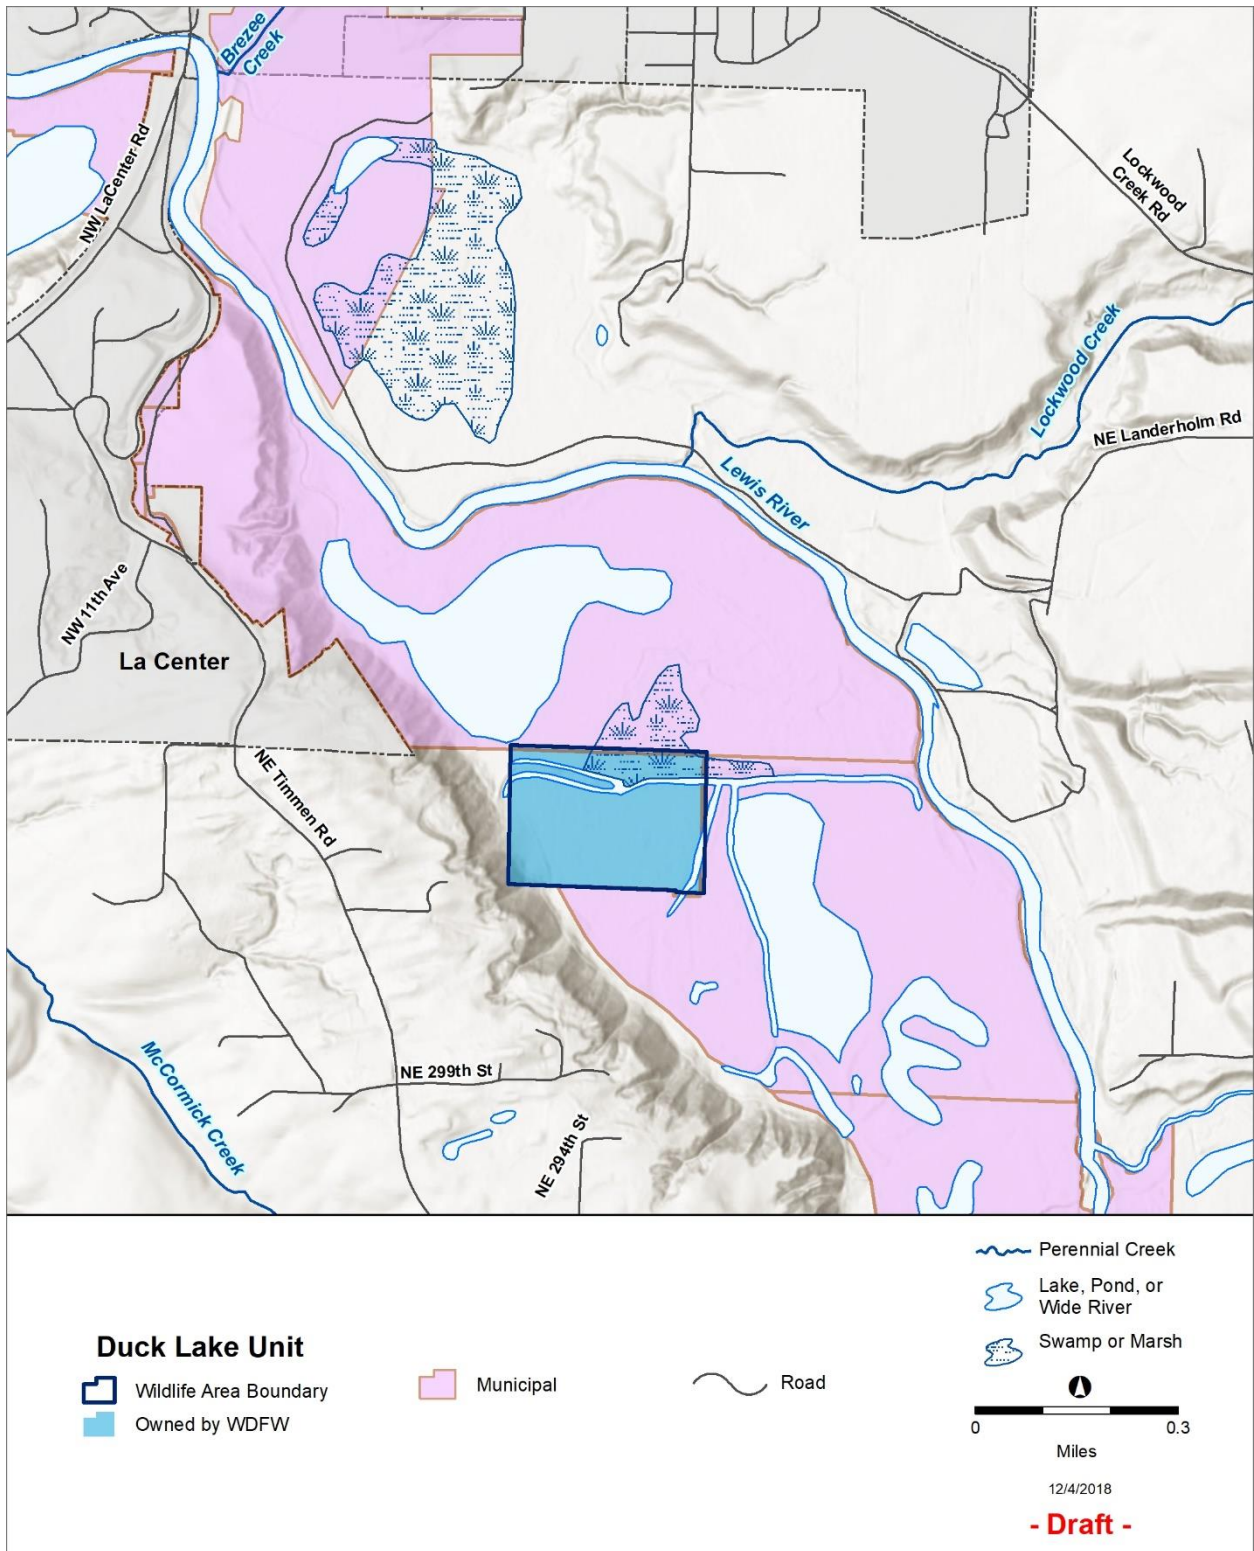 Brezee
Creek
NW LaCenter Rd
Lockwood
Creek Rd
Lockwood Creek
NE Landerholm Rd
Lewis River
NW 11th Ave
La Center
NE Timmen Rd
McCormick Creek
NE 299th St
NE 294th St
Duck Lake Unit
Wildlife Area Boundary
Owned by WDFW
Municipal
Road
Perennial Creek
Lake, Pond, or
Wide River
Swamp or Marsh
0 0.3
Miles
12/4/2018
- Draft -